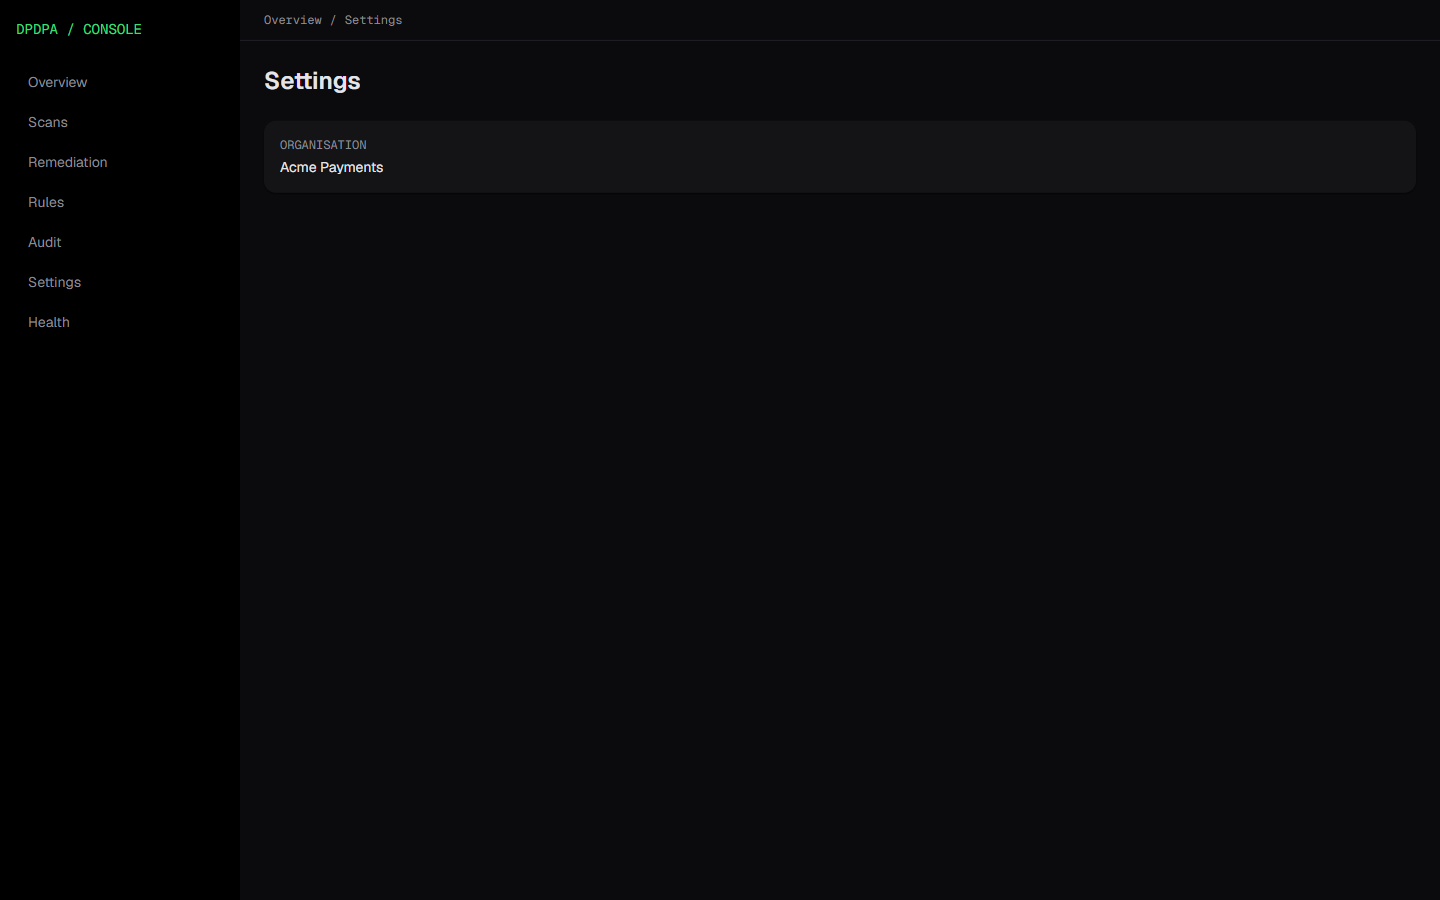 DPDPA / CONSOLE
Overview
Scans
Remediation
Rules
Audit
Settings
Health
Overview / Settings
Settings
ORGANISATION
Acme Payments